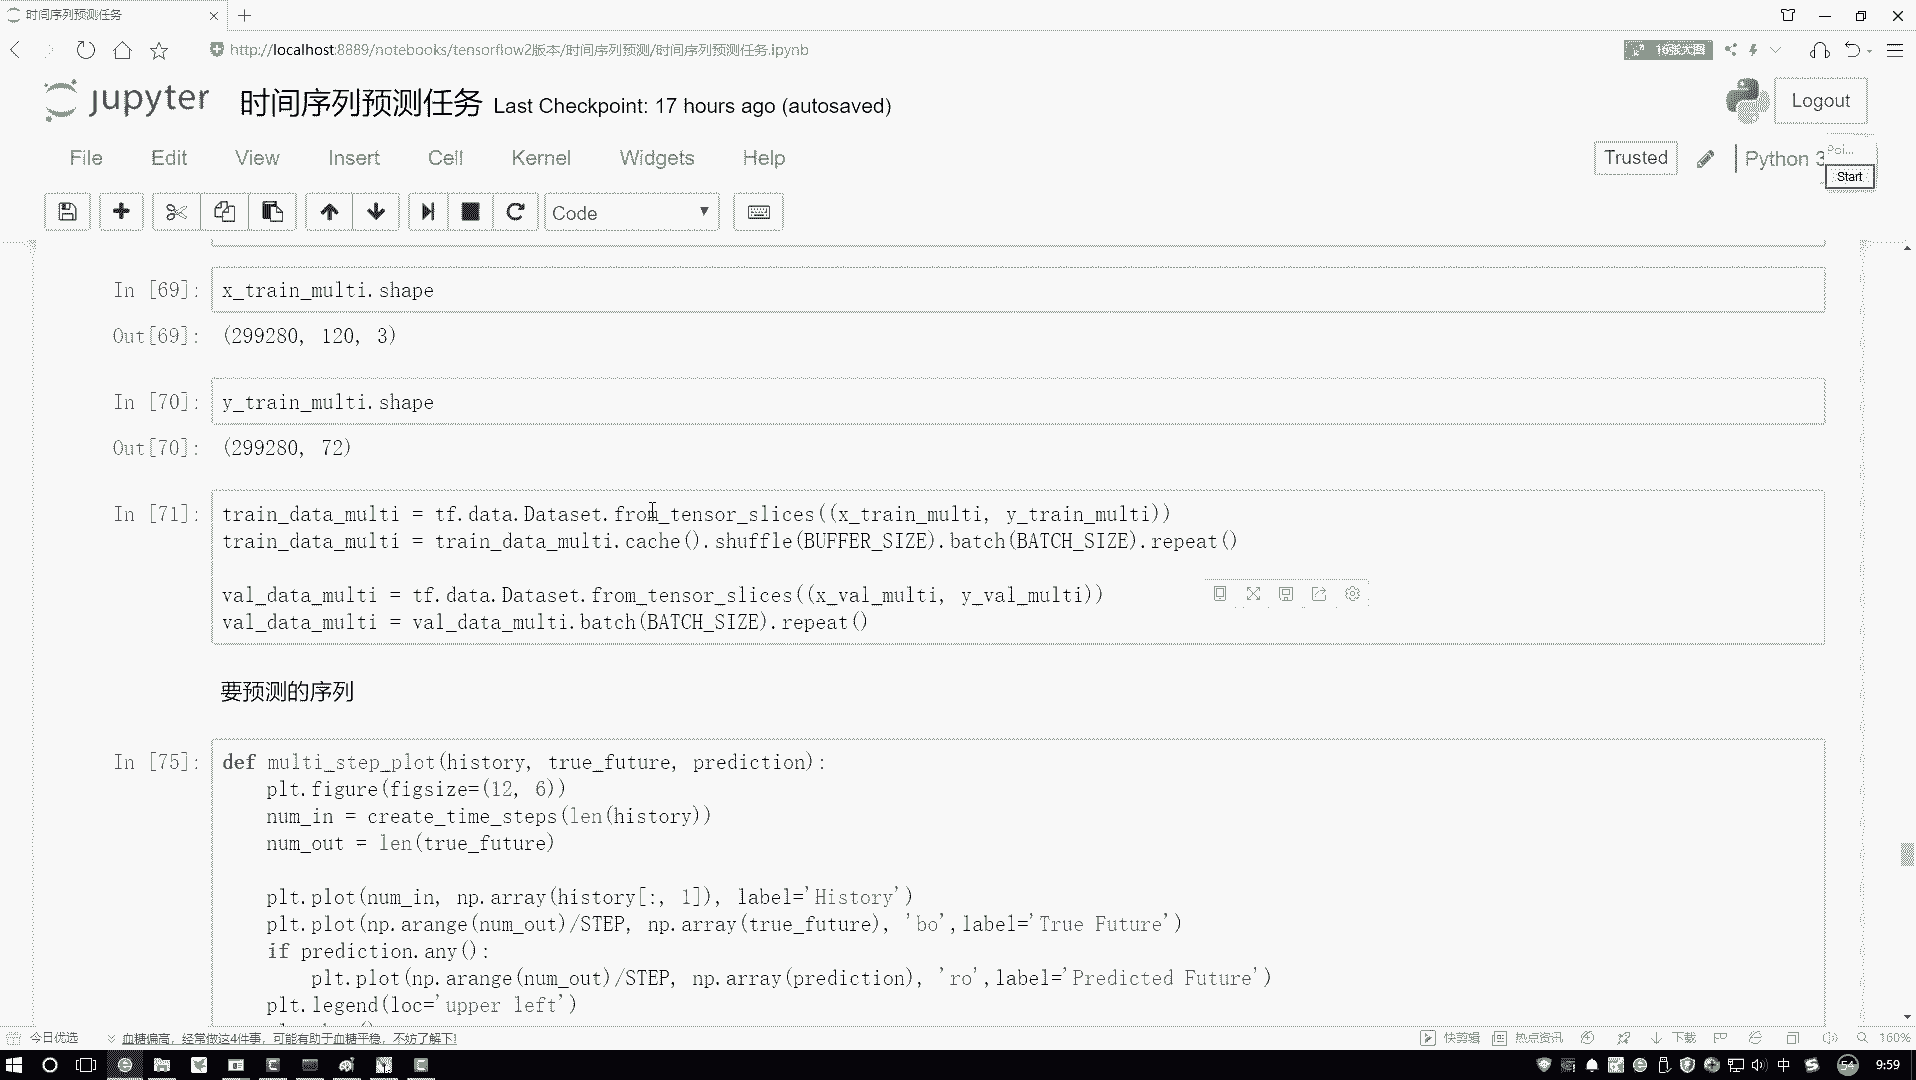 时间序列预测任务
http://localhost:8889/notebooks/tensorflow2版本/时间序列预测/时间序列预测任务.ipynb
jupyter 时间序列预测任务 Last Checkpoint: 17 hours ago (autosaved)
Logout
File Edit View Insert Cell Kernel Widgets Help
Trusted
Python 3
Poi...
Start
Code
In [69]: x_train_multi.shape
Out[69]: (299280, 120, 3)
In [70]: y_train_multi.shape
Out[70]: (299280, 72)
In [71]: train_data_multi = tf.data.Dataset.from_tensor_slices((x_train_multi, y_train_multi))
train_data_multi = train_data_multi.cache().shuffle(BUFFER_SIZE).batch(BATCH_SIZE).repeat()
val_data_multi = tf.data.Dataset.from_tensor_slices((x_val_multi, y_val_multi))
val_data_multi = val_data_multi.batch(BATCH_SIZE).repeat()
要预测的序列
In [75]: def multi_step_plot(history, true_future, prediction):
plt.figure(figsize=(12, 6))
num_in = create_time_steps(len(history))
num_out = len(true_future)
plt.plot(num_in, np.array(history[:, 1]), label='History')
plt.plot(np.arange(num_out)/STEP, np.array(true_future), 'bo',label='True Future')
if prediction.any():
plt.plot(np.arange(num_out)/STEP, np.array(prediction), 'ro',label='Predicted Future')
plt.legend(loc='upper left')
今日优选 血糖偏高，经常做这4件事，可能有助于血糖平稳，不妨了解下!
快剪辑 热点资讯 下载 160%
中 54 9:59